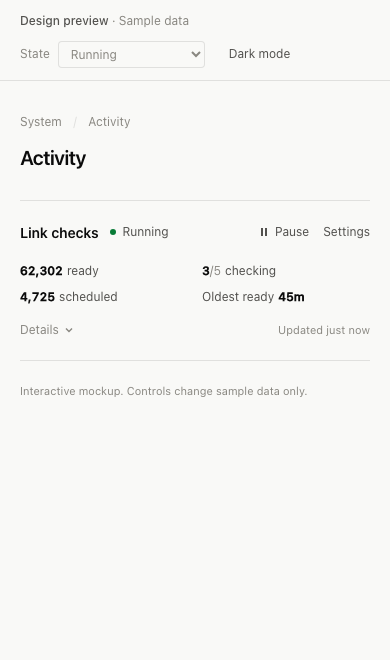 Design preview · Sample data
State Running Dark mode
System / Activity
Activity
Link checks Running Pause Settings
62,302 ready 3/5 checking
4,725 scheduled Oldest ready 45m
Details Updated just now
Interactive mockup. Controls change sample data only.